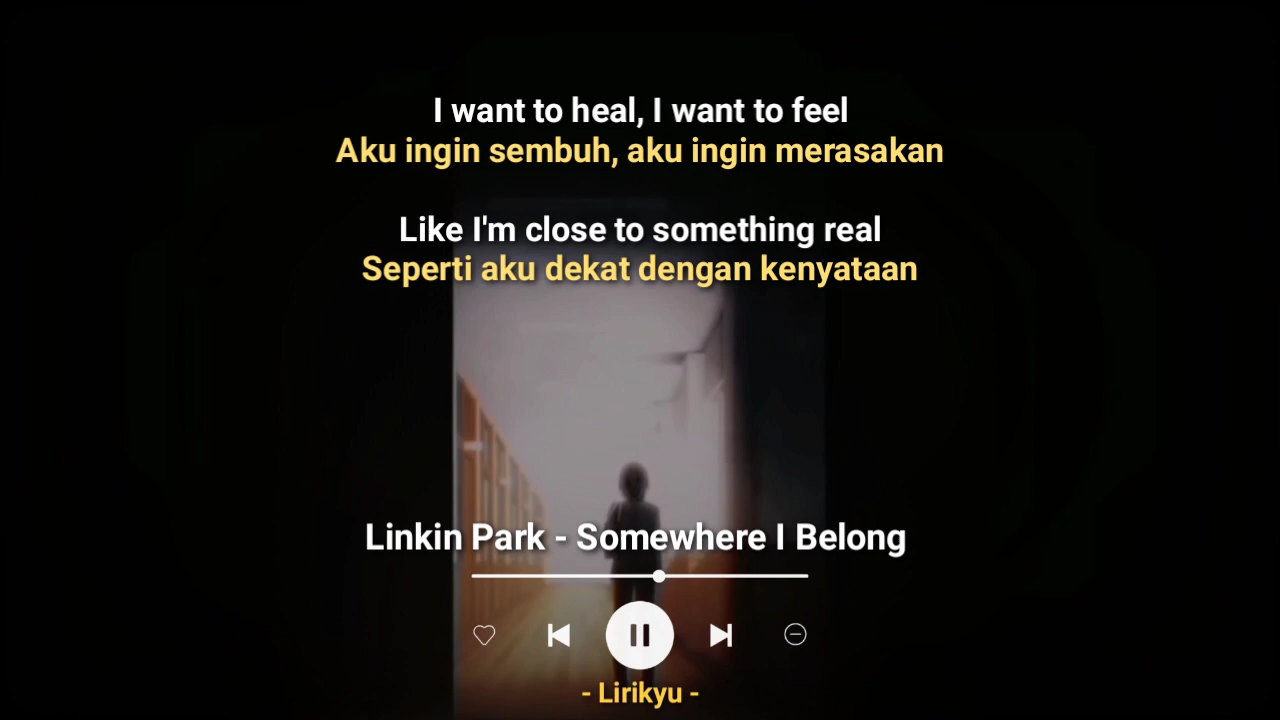 I want to heal, I want to feel
Aku ingin sembuh, aku ingin merasakan
Like I'm close to something real
Seperti aku dekat dengan kenyataan
Linkin Park - Somewhere I Belong
- Lirikyu -